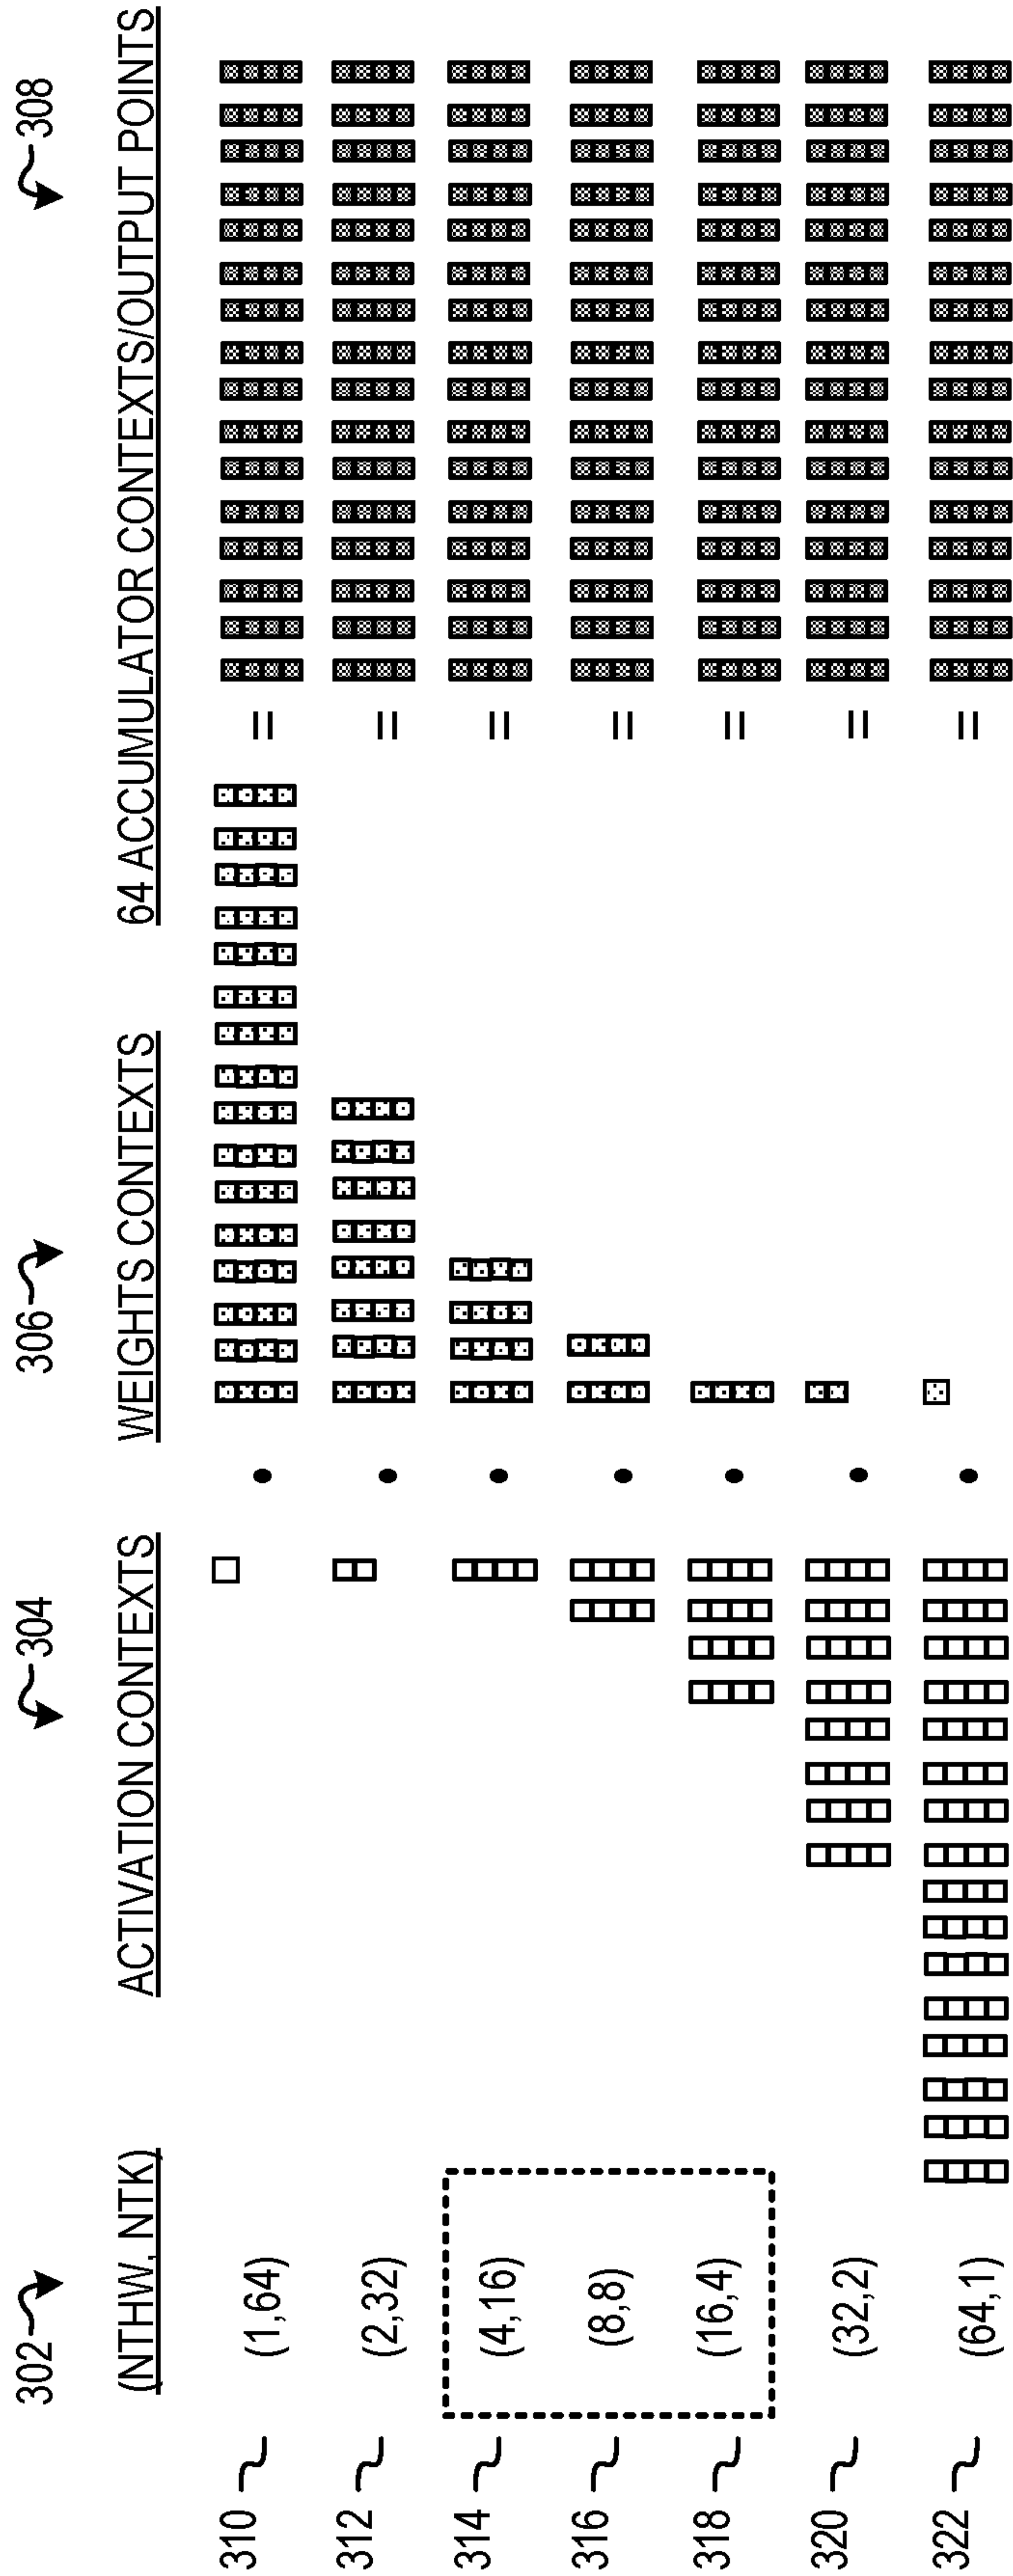 302 304 306 308
(NTHW, NTK) ACTIVATION CONTEXTS WEIGHTS CONTEXTS 64 ACCUMULATOR CONTEXTS/OUTPUT POINTS
310 (1,64) • =
312 (2,32) • =
314 (4,16) • =
316 (8,8) • =
318 (16,4) • =
320 (32,2) • =
322 (64,1) • =